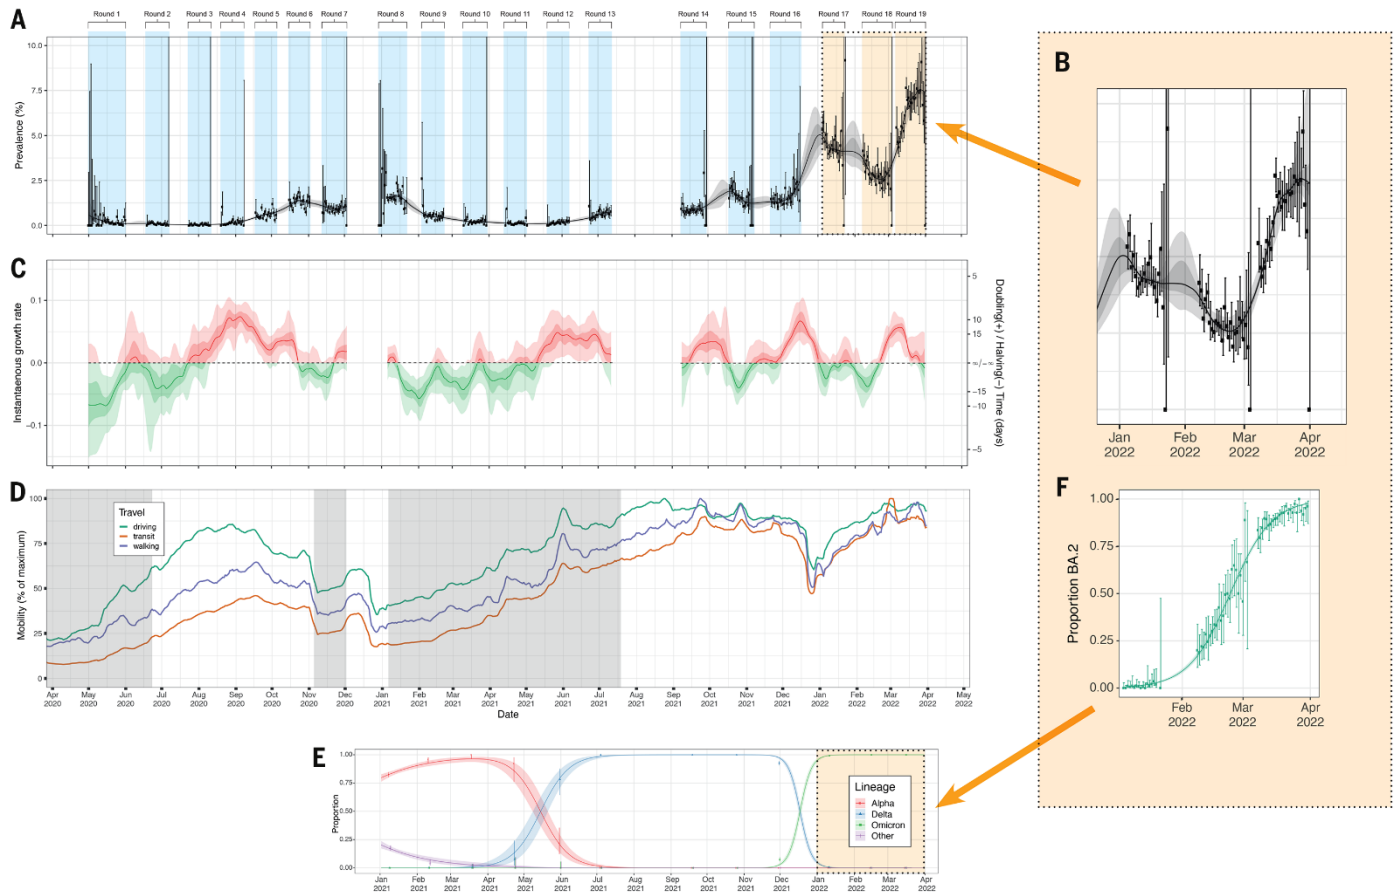 A
Round 1 Round 2 Round 3 Round 4 Round 5 Round 6 Round 7 Round 8 Round 9 Round 10 Round 11 Round 12 Round 13 Round 14 Round 15 Round 16 Round 17 Round 18 Round 19
Prevalence (%)
10.0
7.5
5.0
2.5
0.0
B
Jan Feb Mar Apr
2022 2022 2022 2022
C
Instantaenous growth rate
0.1
0.0
−0.1
5
10
15
∞/−∞
−15
−10
−5
Doubling(+) / Halving(−) Time (days)
D
Mobility (% of maximum)
100
75
50
25
0
Travel
driving
transit
walking
Apr May Jun Jul Aug Sep Oct Nov Dec Jan Feb Mar Apr May Jun Jul Aug Sep Oct Nov Dec Jan Feb Mar Apr May
2020 2020 2020 2020 2020 2020 2020 2020 2020 2021 2021 2021 2021 2021 2021 2021 2021 2021 2021 2021 2021 2022 2022 2022 2022 2022
Date
F
Proportion BA.2
1.00
0.75
0.50
0.25
0.00
Feb Mar Apr
2022 2022 2022
E
Proportion
1.00
0.75
0.50
0.25
0.00
Lineage
Alpha
Delta
Omicron
Other
Jan Feb Mar Apr May Jun Jul Aug Sep Oct Nov Dec Jan Feb Mar Apr
2021 2021 2021 2021 2021 2021 2021 2021 2021 2021 2021 2021 2022 2022 2022 2022